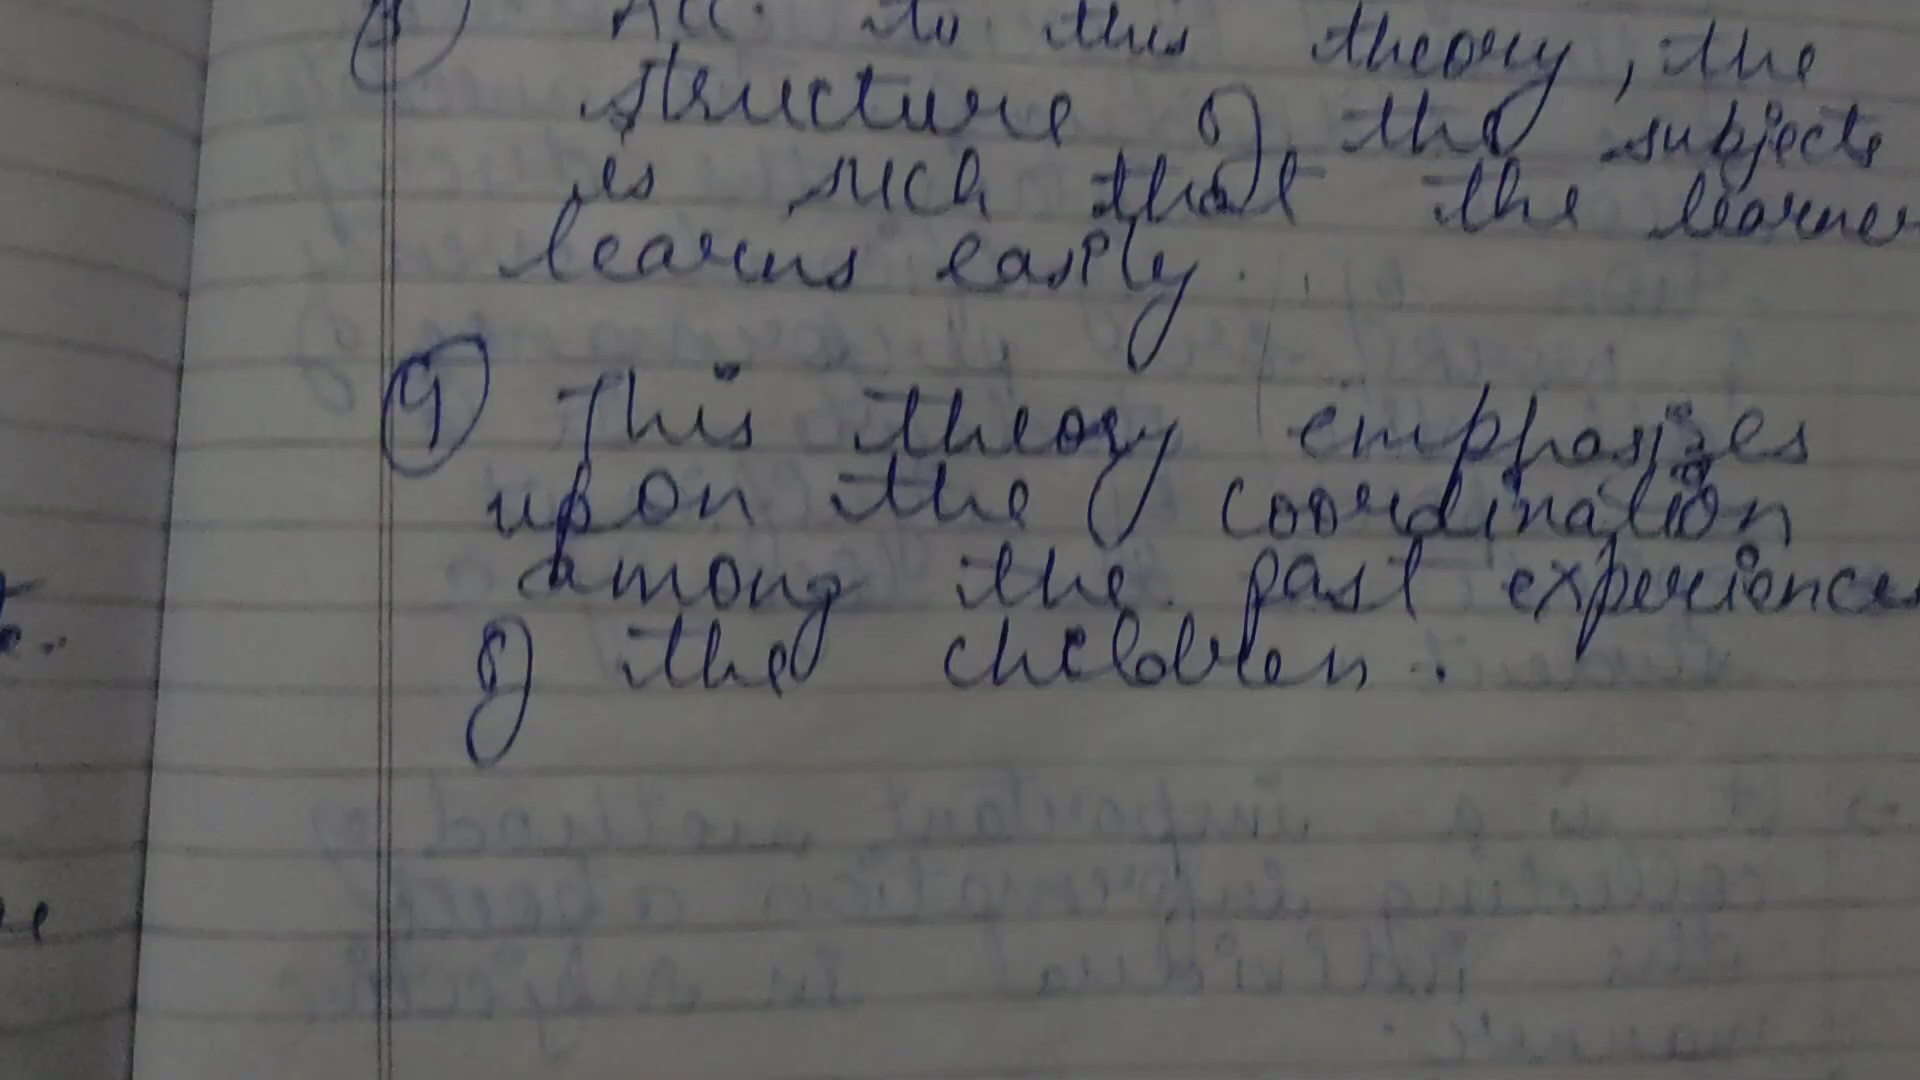 Acc. to this theory, the
structure of the subjects
is such that the learner
learns easily.
9 This theory emphasizes
upon the coordination
among the past experiences
of the children.